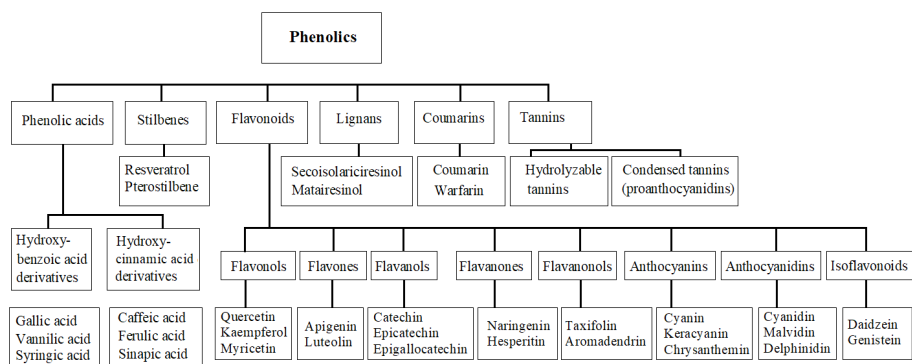 Phenolics
Phenolic acids
Stilbenes
Flavonoids
Lignans
Coumarins
Tannins
Resveratrol
Pterostilbene
Secoisolariciresinol
Matairesinol
Coumarin
Warfarin
Hydrolyzable
tannins
Condensed tannins
(proanthocyanidins)
Hydroxy-
benzoic acid
derivatives
Hydroxy-
cinnamic acid
derivatives
Flavonols
Flavones
Flavanols
Flavanones
Flavanonols
Anthocyanins
Anthocyanidins
Isoflavonoids
Gallic acid
Vannilic acid
Syringic acid
Caffeic acid
Ferulic acid
Sinapic acid
Quercetin
Kaempferol
Myricetin
Apigenin
Luteolin
Catechin
Epicatechin
Epigallocatechin
Naringenin
Hesperitin
Taxifolin
Aromadendrin
Cyanin
Keracyanin
Chrysanthemin
Cyanidin
Malvidin
Delphinidin
Daidzein
Genistein